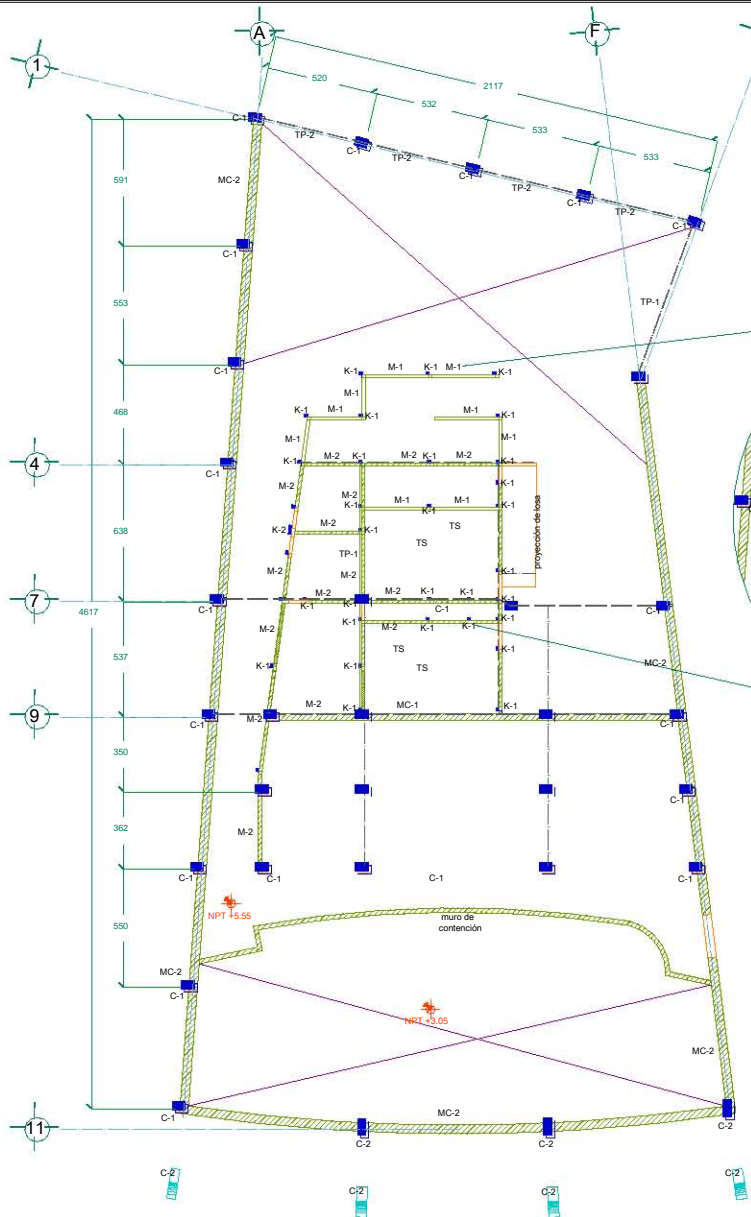 A
F
1
520
2117
532
533
533
C-1
TP-2
C-1
TP-2
C-1
TP-2
C-1
TP-2
C-1
591
MC-2
C-1
553
TP-1
C-1
K-1
M-1
K-1
M-1
K-1
M-1
468
K-1
M-1
K-1
M-1
K-1
M-1
M-1
4
C-1
K-1
M-2
K-1
M-2
K-1
M-2
K-1
M-2
M-2
K-1
K-1
M-1
K-1
M-1
proyección de losa
638
K-2
M-2
K-1
TS
TS
TP-1
M-2
M-2
K-1
7
C-1
K-1
M-2
K-1
M-2
K-1
K-1
K-1
C-1
C-1
4617
M-2
K-1
M-2
K-1
K-1
K-1
537
K-1
K-1
TS
TS
K-1
MC-2
9
C-1
M-2
M-2
K-1
MC-1
K-1
C-1
350
C-1
362
M-2
C-1
C-1
C-1
C-1
NPT +5.55
muro de
contención
550
MC-2
C-1
NPT +3.05
MC-2
C-1
MC-2
11
C-2
C-2
C-2
C-2
C-2
C-2
C-2